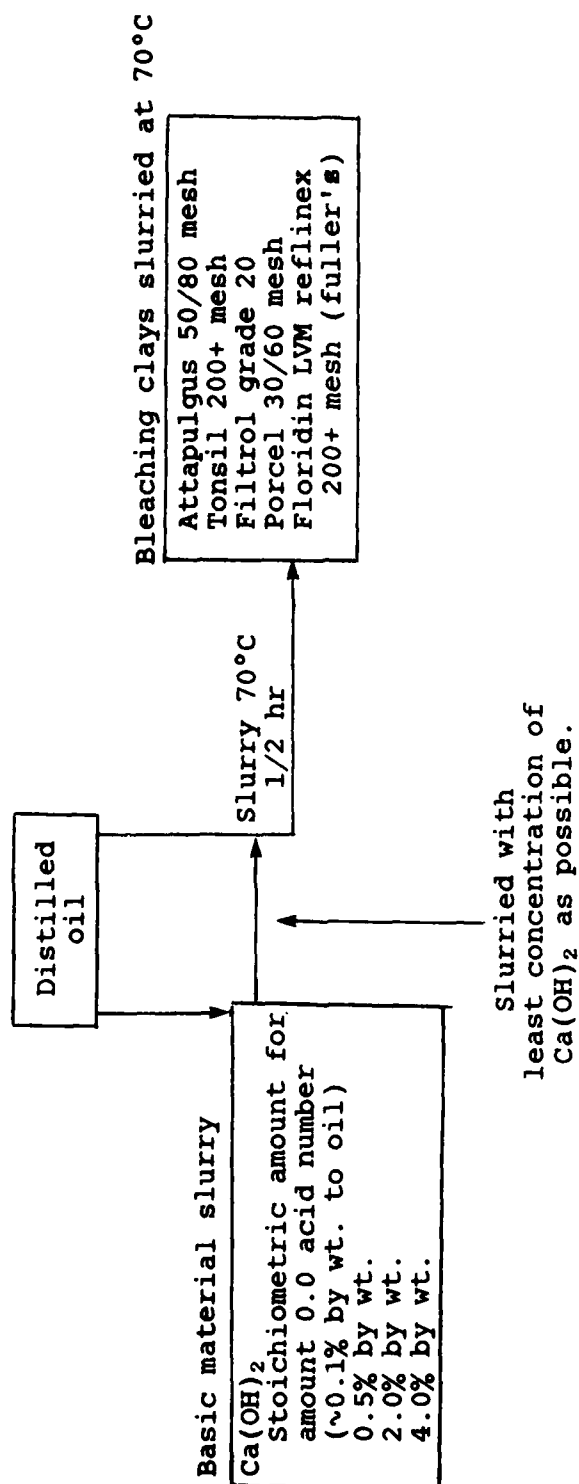 Distilled
oil
Basic material slurry
Ca(OH)2
Stoichiometric amount for
amount 0.0 acid number
(~0.1% by wt. to oil)
0.5% by wt.
2.0% by wt.
4.0% by wt.
Slurry 70°C
1/2 hr
Slurried with
least concentration of
Ca(OH)2 as possible.
Bleaching clays slurried at 70°C
Attapulgus 50/80 mesh
Tonsil 200+ mesh
Filtrol grade 20
Porcel 30/60 mesh
Floridin LVM reflinex
200+ mesh (fuller's)